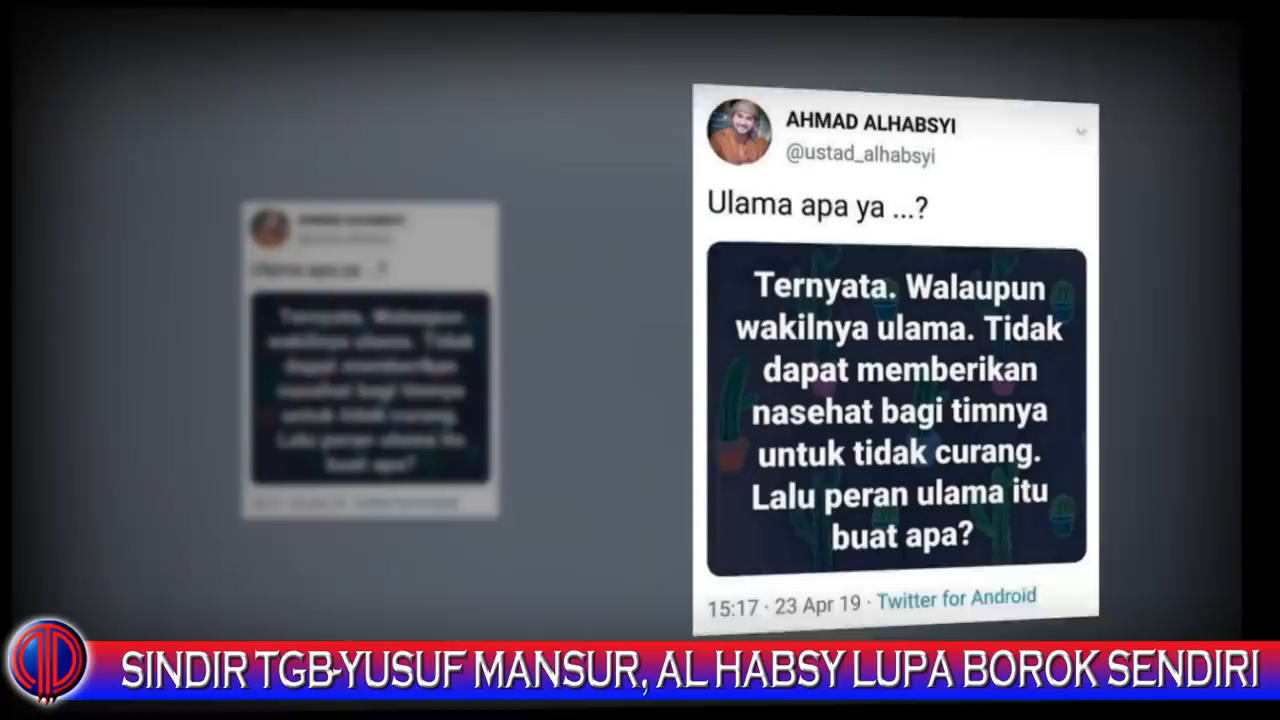 AHMAD ALHABSYI
@ustad_alhabsyi
Ulama apa ya ...?
Ternyata. Walaupun
wakilnya ulama. Tidak
dapat memberikan
nasehat bagi timnya
untuk tidak curang.
Lalu peran ulama itu
buat apa?
15:17 · 23 Apr 19 · Twitter for Android
SINDIR TGB-YUSUF MANSUR, AL HABSY LUPA BOROK SENDIRI